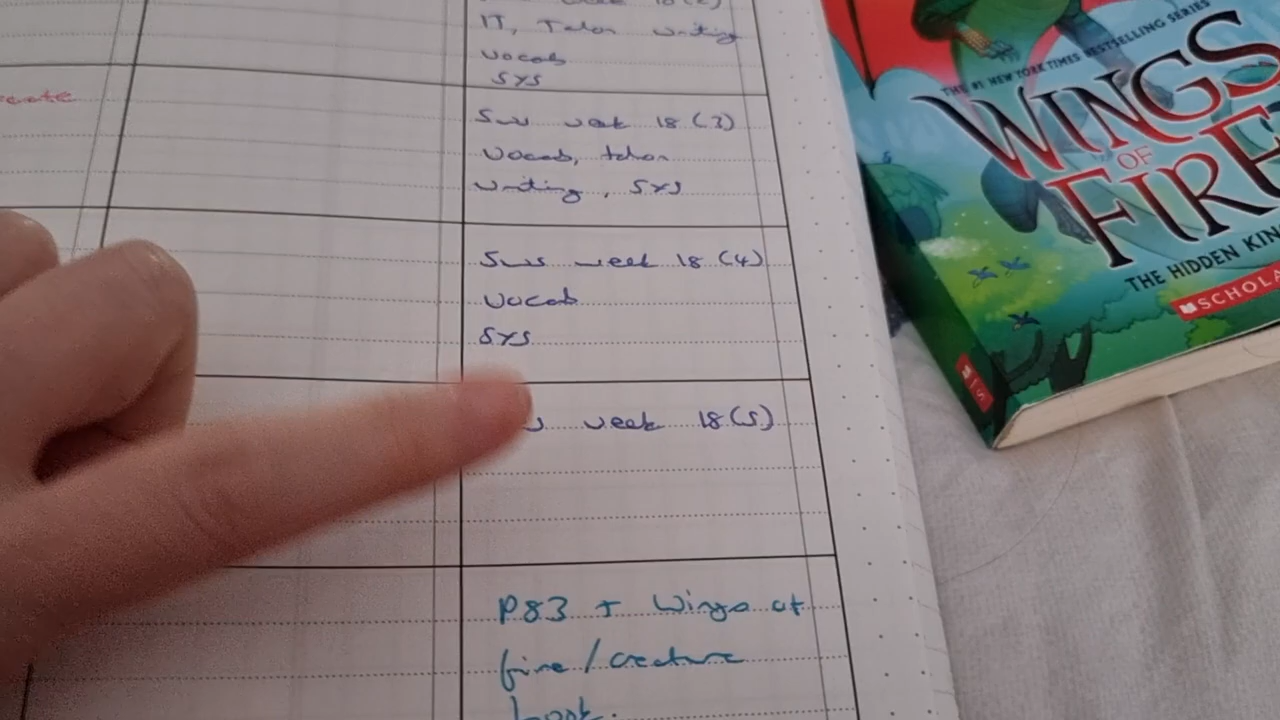 IT, Talon writing
vocab
SYS
SWS week 18 (3)
vocab, talon
writing, SYS
SWS week 18 (4)
vocab
SYS
week 18(5)
P83 + Wings of
fire/creature
book.
THE #1 NEW YORK TIMES BESTSELLING SERIES
WINGS
OF
FIRE
THE HIDDEN KIN
SCHOLA